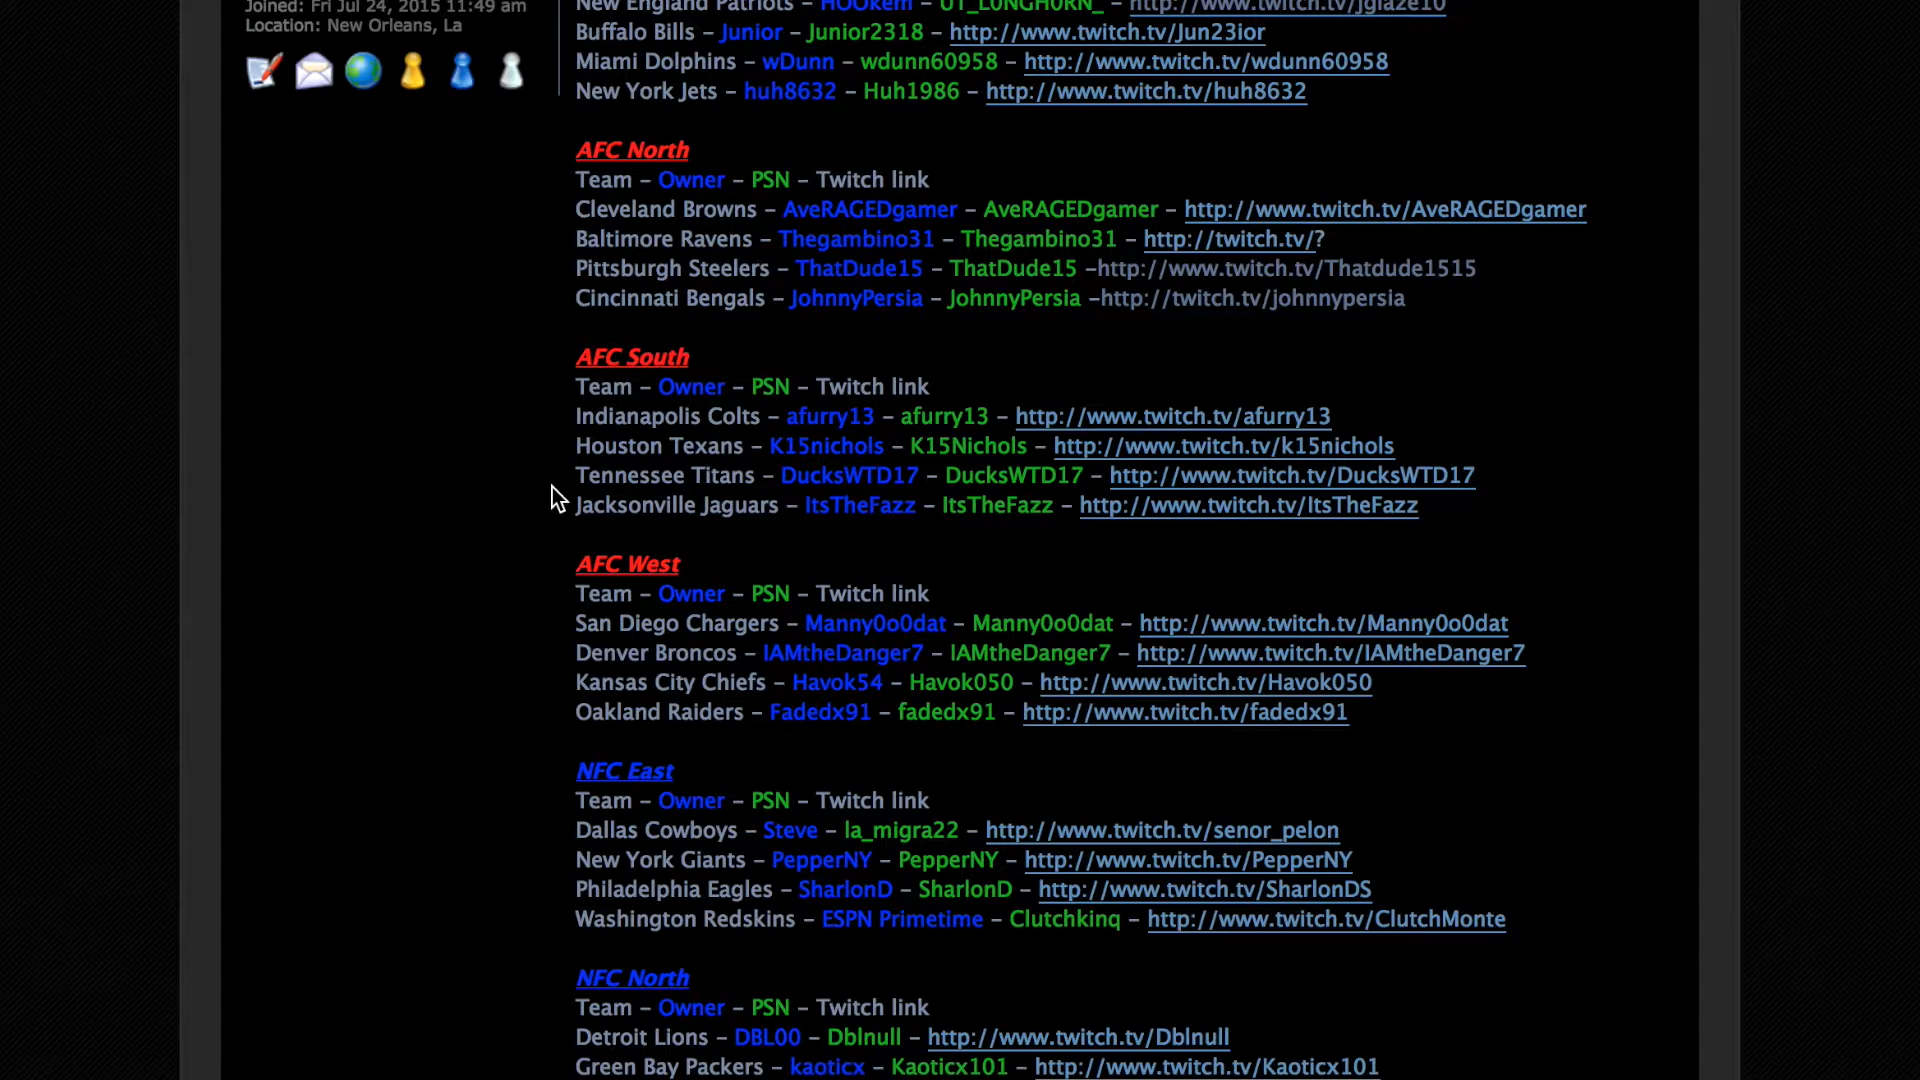 Joined: Fri Jul 24, 2015 11:49 am
Location: New Orleans, La
New England Patriots - HOOkem - UT_L0NGH0RN_ - http://www.twitch.tv/jglaze10
Buffalo Bills - Junior - Junior2318 - http://www.twitch.tv/Jun23ior
Miami Dolphins - wDunn - wdunn60958 - http://www.twitch.tv/wdunn60958
New York Jets - huh8632 - Huh1986 - http://www.twitch.tv/huh8632
AFC North
Team - Owner - PSN - Twitch link
Cleveland Browns - AveRAGEDgamer - AveRAGEDgamer - http://www.twitch.tv/AveRAGEDgamer
Baltimore Ravens - Thegambino31 - Thegambino31 - http://twitch.tv/?
Pittsburgh Steelers - ThatDude15 - ThatDude15 -http://www.twitch.tv/Thatdude1515
Cincinnati Bengals - JohnnyPersia - JohnnyPersia -http://twitch.tv/johnnypersia
AFC South
Team - Owner - PSN - Twitch link
Indianapolis Colts - afurry13 - afurry13 - http://www.twitch.tv/afurry13
Houston Texans - K15nichols - K15Nichols - http://www.twitch.tv/k15nichols
Tennessee Titans - DucksWTD17 - DucksWTD17 - http://www.twitch.tv/DucksWTD17
Jacksonville Jaguars - ItsTheFazz - ItsTheFazz - http://www.twitch.tv/ItsTheFazz
AFC West
Team - Owner - PSN - Twitch link
San Diego Chargers - Manny0o0dat - Manny0o0dat - http://www.twitch.tv/Manny0o0dat
Denver Broncos - IAMtheDanger7 - IAMtheDanger7 - http://www.twitch.tv/IAMtheDanger7
Kansas City Chiefs - Havok54 - Havok050 - http://www.twitch.tv/Havok050
Oakland Raiders - Fadedx91 - fadedx91 - http://www.twitch.tv/fadedx91
NFC East
Team - Owner - PSN - Twitch link
Dallas Cowboys - Steve - la_migra22 - http://www.twitch.tv/senor_pelon
New York Giants - PepperNY - PepperNY - http://www.twitch.tv/PepperNY
Philadelphia Eagles - SharlonD - SharlonD - http://www.twitch.tv/SharlonDS
Washington Redskins - ESPN Primetime - Clutchkinq - http://www.twitch.tv/ClutchMonte
NFC North
Team - Owner - PSN - Twitch link
Detroit Lions - DBL00 - Dblnull - http://www.twitch.tv/Dblnull
Green Bay Packers - kaoticx - Kaoticx101 - http://www.twitch.tv/Kaoticx101